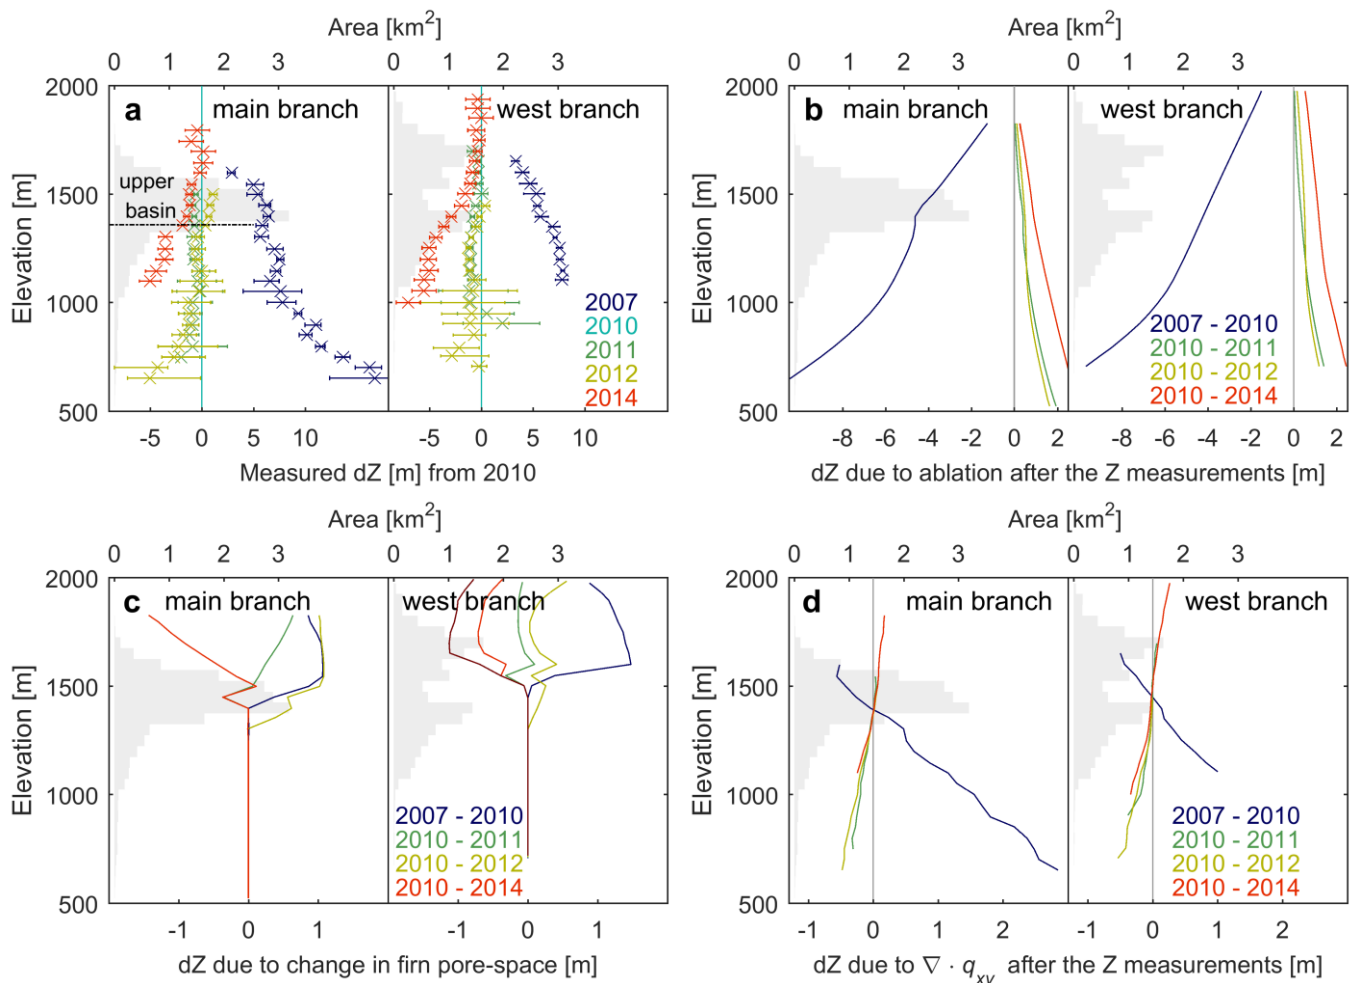 Area [km2]
0 1 2 3 0 1 2 3
Area [km2]
0 1 2 3 0 1 2 3
2000
1500
1000
500
Elevation [m]
a main branch
west branch
upper
basin
2007
2010
2011
2012
2014
-5 0 5 10 -5 0 5 10
Measured dZ [m] from 2010
2000
1500
1000
500
Elevation [m]
b main branch
west branch
2007 - 2010
2010 - 2011
2010 - 2012
2010 - 2014
-8 -6 -4 -2 0 2 -8 -6 -4 -2 0 2
dZ due to ablation after the Z measurements [m]
Area [km2]
0 1 2 3 0 1 2 3
Area [km2]
0 1 2 3 0 1 2 3
2000
1500
1000
500
Elevation [m]
c main branch
west branch
2007 - 2010
2010 - 2011
2010 - 2012
2010 - 2014
-1 0 1 -1 0 1
dZ due to change in firn pore-space [m]
2000
1500
1000
500
Elevation [m]
d main branch
west branch
2007 - 2010
2010 - 2011
2010 - 2012
2010 - 2014
-1 0 1 2 -1 0 1 2
dZ due to ∇ · qxy after the Z measurements [m]